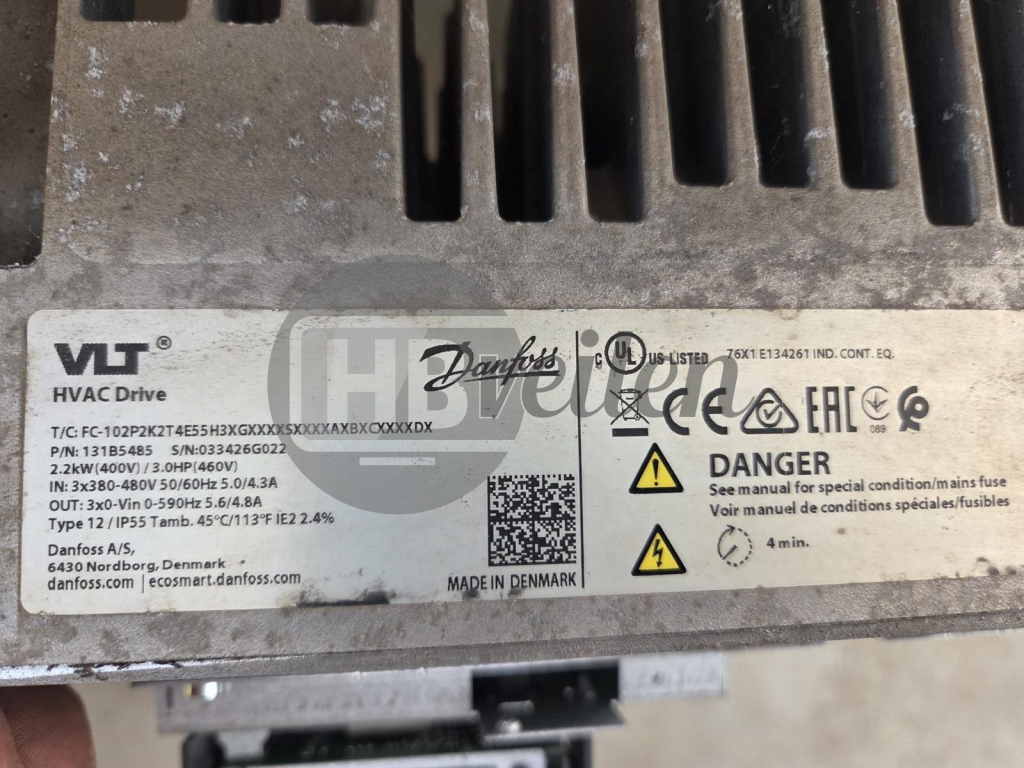 VLT®
HVAC Drive
Danfoss
T/C: FC-102P2K2T4E55H3XGXXXXSXXXXAXBXCXXXXDX
P/N: 131B5485 S/N:033426G022
2.2kW(400V) / 3.0HP(460V)
IN: 3x380-480V 50/60Hz 5.0/4.3A
OUT: 3x0-Vin 0-590Hz 5.6/4.8A
Type 12 / IP55 Tamb. 45°C/113°F IE2 2.4%
Danfoss A/S,
6430 Nordborg, Denmark
danfoss.com | ecosmart.danfoss.com
MADE IN DENMARK
C UL US LISTED 76X1 E134261 IND. CONT. EQ.
CE EAC
089
DANGER
See manual for special condition/mains fuse
Voir manuel de conditions spéciales/fusibles
4 min.
HBveilen